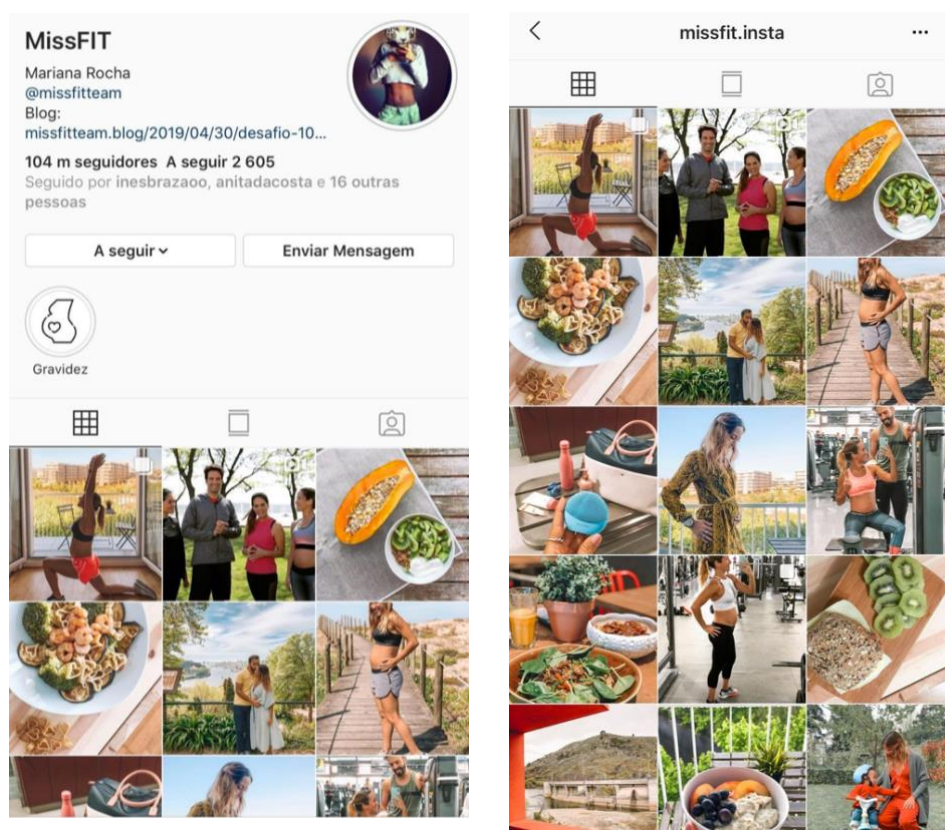 MissFIT
Mariana Rocha
@missfitteam
Blog:
missfitteam.blog/2019/04/30/desafio-10...
104 m seguidores A seguir 2 605
Seguido por inesbrazaoo, anitadacosta e 16 outras
pessoas
A seguir
Enviar Mensagem
Gravidez
missfit.insta